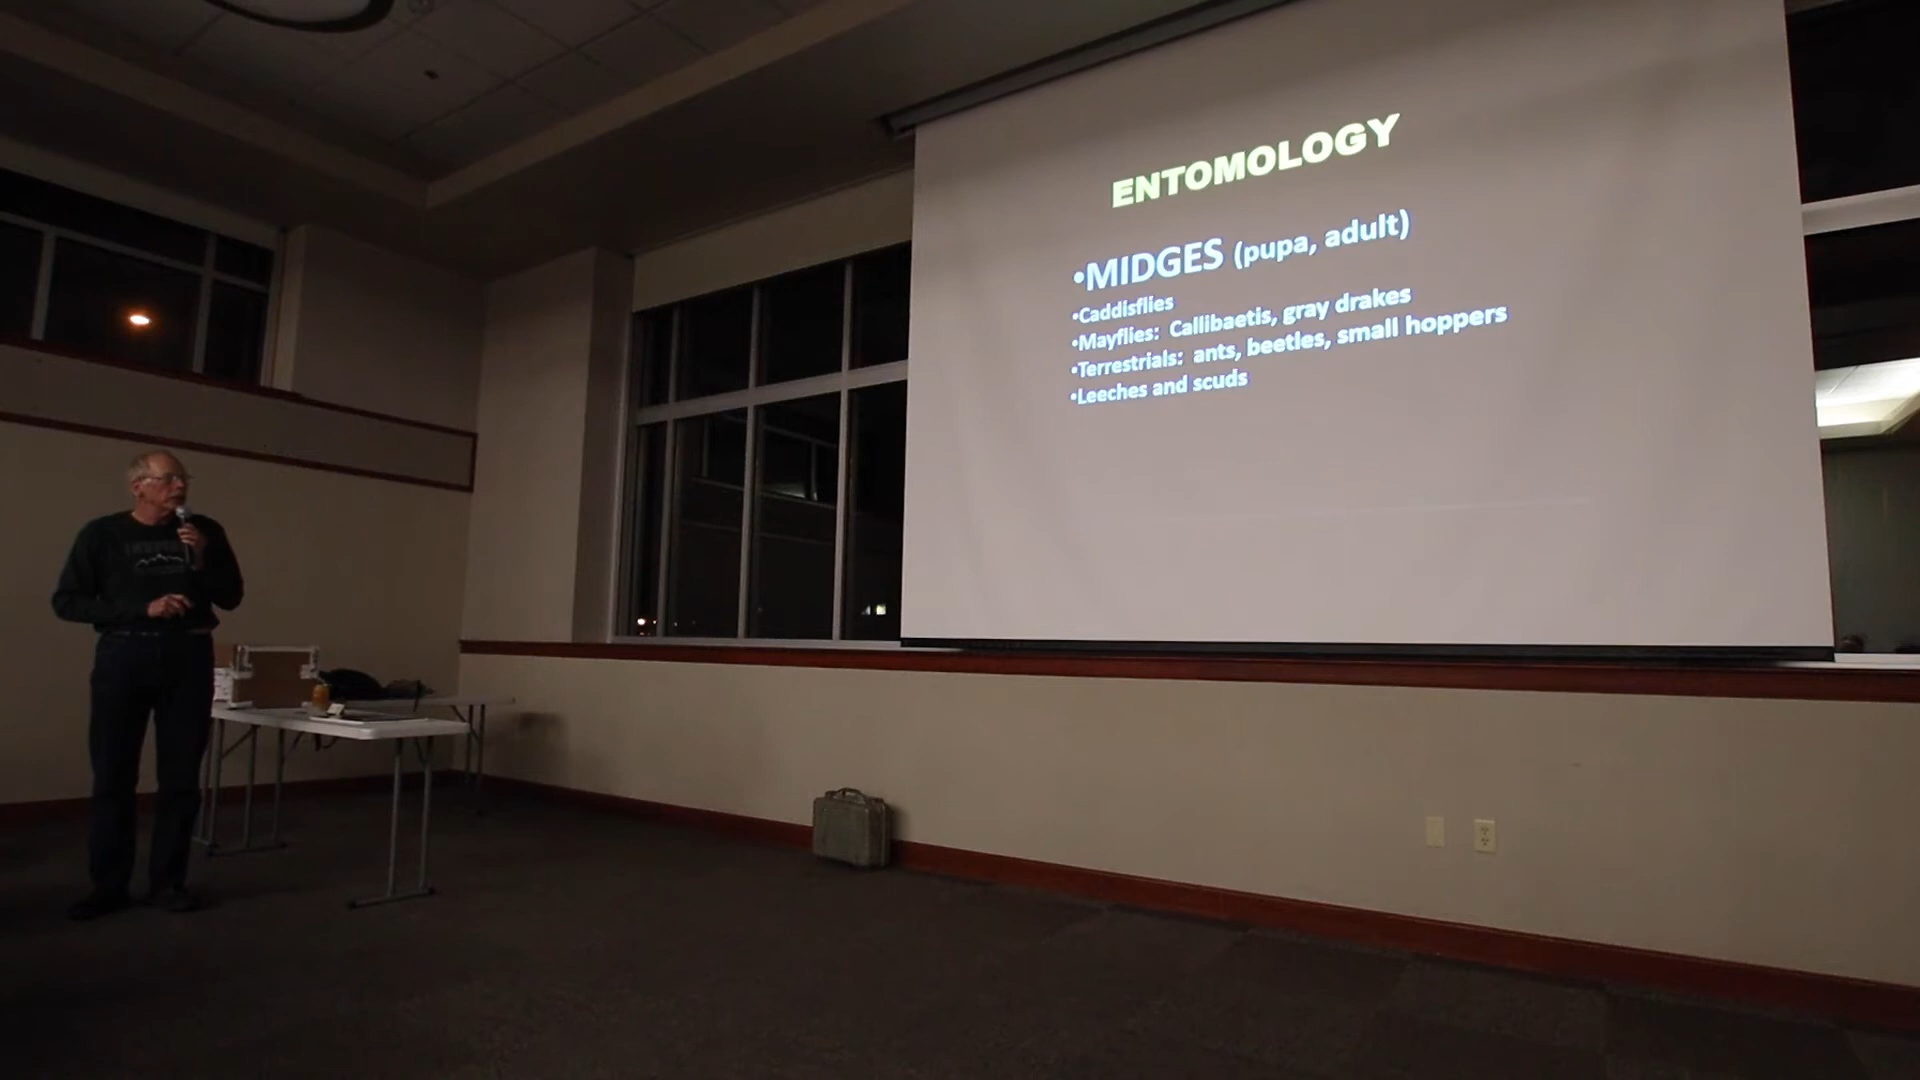 ENTOMOLOGY
•MIDGES (pupa, adult)
•Caddisflies
•Mayflies: Callibaetis, gray drakes
•Terrestrials: ants, beetles, small hoppers
•Leeches and scuds